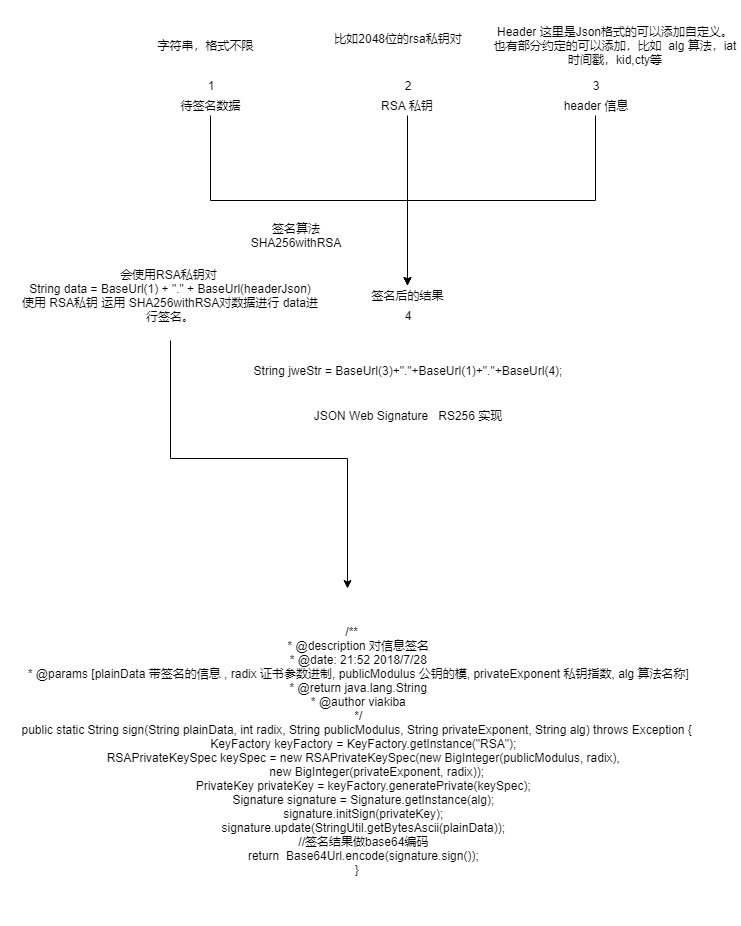 字符串，格式不限
比如2048位的rsa私钥对
Header 这里是Json格式的可以添加自定义。
也有部分约定的可以添加，比如 alg 算法，iat
时间戳，kid,cty等
1
2
3
待签名数据
RSA 私钥
header 信息
签名算法
SHA256withRSA
会使用RSA私钥对
String data = BaseUrl(1) + "." + BaseUrl(headerJson)
使用 RSA私钥 运用 SHA256withRSA对数据进行 data进
行签名。
签名后的结果
4
String jweStr = BaseUrl(3)+"."+BaseUrl(1)+"."+BaseUrl(4);
JSON Web Signature RS256 实现
/**
* @description 对信息签名
* @date: 21:52 2018/7/28
* @params [plainData 带签名的信息 , radix 证书参数进制, publicModulus 公钥的模, privateExponent 私钥指数, alg 算法名称]
* @return java.lang.String
* @author viakiba
*/
public static String sign(String plainData, int radix, String publicModulus, String privateExponent, String alg) throws Exception {
KeyFactory keyFactory = KeyFactory.getInstance("RSA");
RSAPrivateKeySpec keySpec = new RSAPrivateKeySpec(new BigInteger(publicModulus, radix),
new BigInteger(privateExponent, radix));
PrivateKey privateKey = keyFactory.generatePrivate(keySpec);
Signature signature = Signature.getInstance(alg);
signature.initSign(privateKey);
signature.update(StringUtil.getBytesAscii(plainData));
//签名结果做base64编码
return Base64Url.encode(signature.sign());
}